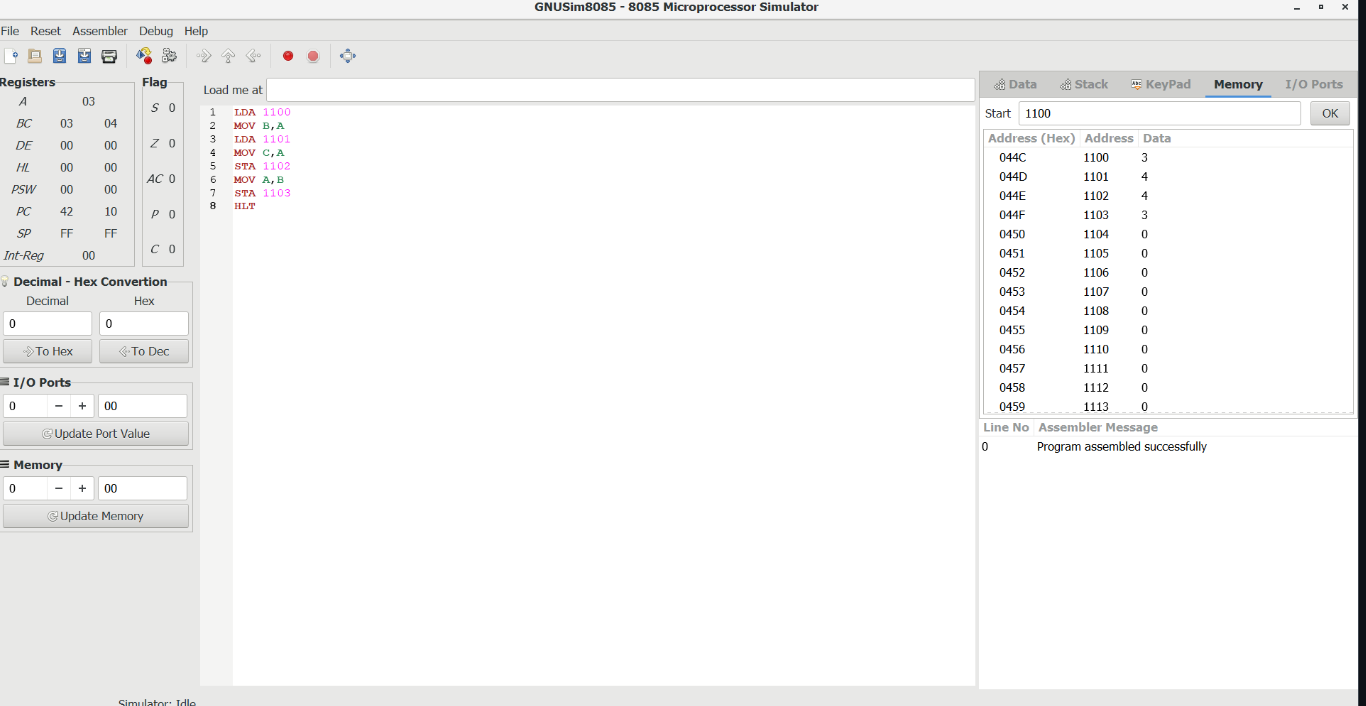 GNUSim8085 - 8085 Microprocessor Simulator
File Reset Assembler Debug Help
Registers
A 03
BC 03 04
DE 00 00
HL 00 00
PSW 00 00
PC 42 10
SP FF FF
Int-Reg 00
Flag
S 0
Z 0
AC 0
P 0
C 0
Decimal - Hex Convertion
Decimal Hex
0 0
To Hex To Dec
I/O Ports
0 - + 00
Update Port Value
Memory
0 - + 00
Update Memory
Load me at
1 LDA 1100
2 MOV B,A
3 LDA 1101
4 MOV C,A
5 STA 1102
6 MOV A,B
7 STA 1103
8 HLT
Data Stack KeyPad Memory I/O Ports
Start 1100 OK
Address (Hex) Address Data
044C 1100 3
044D 1101 4
044E 1102 4
044F 1103 3
0450 1104 0
0451 1105 0
0452 1106 0
0453 1107 0
0454 1108 0
0455 1109 0
0456 1110 0
0457 1111 0
0458 1112 0
0459 1113 0
Line No Assembler Message
0 Program assembled successfully
Simulator: Idle